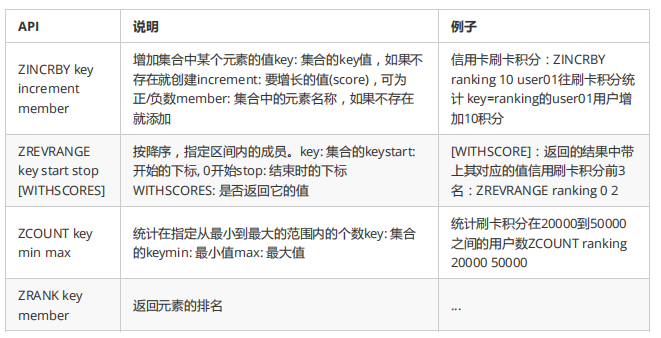 API 说明 例子
ZINCRBY key
increment
member
增加集合中某个元素的值key: 集合的key值，如果不
存在就创建increment: 要增长的值(score)，可为
正/负数member: 集合中的元素名称，如果不存在
就添加
信用卡刷卡积分：ZINCRBY
ranking 10 user01往刷卡积分统
计 key=ranking的user01用户增
加10积分
ZREVRANGE
key start stop
[WITHSCORES]
按降序，指定区间内的成员。key: 集合的keystart:
开始的下标, 0开始stop: 结束时的下标
WITHSCORES: 是否返回它的值
[WITHSCORE]：返回的结果中带
上其对应的值信用刷卡积分前3
名：ZREVRANGE ranking 0 2
ZCOUNT key
min max
统计在指定从最小到最大的范围内的个数key: 集合
的keymin: 最小值max: 最大值
统计刷卡积分在20000到50000
之间的用户数ZCOUNT ranking
20000 50000
ZRANK key
member
返回元素的排名
...